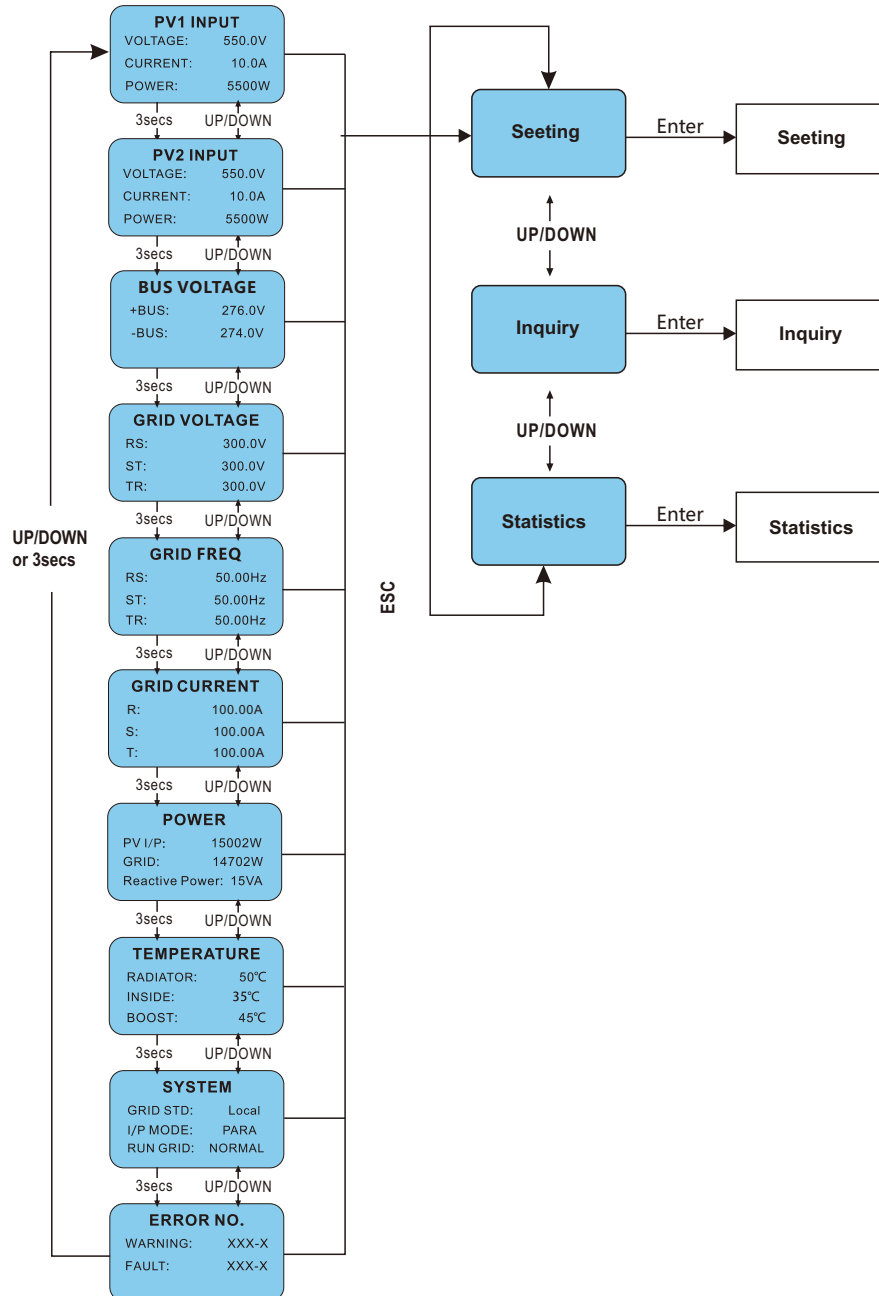 PV1 INPUT
VOLTAGE: 550.0V
CURRENT: 10.0A
POWER: 5500W
3secs UP/DOWN
PV2 INPUT
VOLTAGE: 550.0V
CURRENT: 10.0A
POWER: 5500W
3secs UP/DOWN
BUS VOLTAGE
+BUS: 276.0V
-BUS: 274.0V
3secs UP/DOWN
GRID VOLTAGE
RS: 300.0V
ST: 300.0V
TR: 300.0V
3secs UP/DOWN
GRID FREQ
RS: 50.00Hz
ST: 50.00Hz
TR: 50.00Hz
3secs UP/DOWN
GRID CURRENT
R: 100.00A
S: 100.00A
T: 100.00A
3secs UP/DOWN
POWER
PV I/P: 15002W
GRID: 14702W
Reactive Power: 15VA
3secs UP/DOWN
TEMPERATURE
RADIATOR: 50℃
INSIDE: 35℃
BOOST: 45℃
3secs UP/DOWN
SYSTEM
GRID STD: Local
I/P MODE: PARA
RUN GRID: NORMAL
3secs UP/DOWN
ERROR NO.
WARNING: XXX-X
FAULT: XXX-X
UP/DOWN
or 3secs
ESC
Seeting Enter Seeting
UP/DOWN
Inquiry Enter Inquiry
UP/DOWN
Statistics Enter Statistics